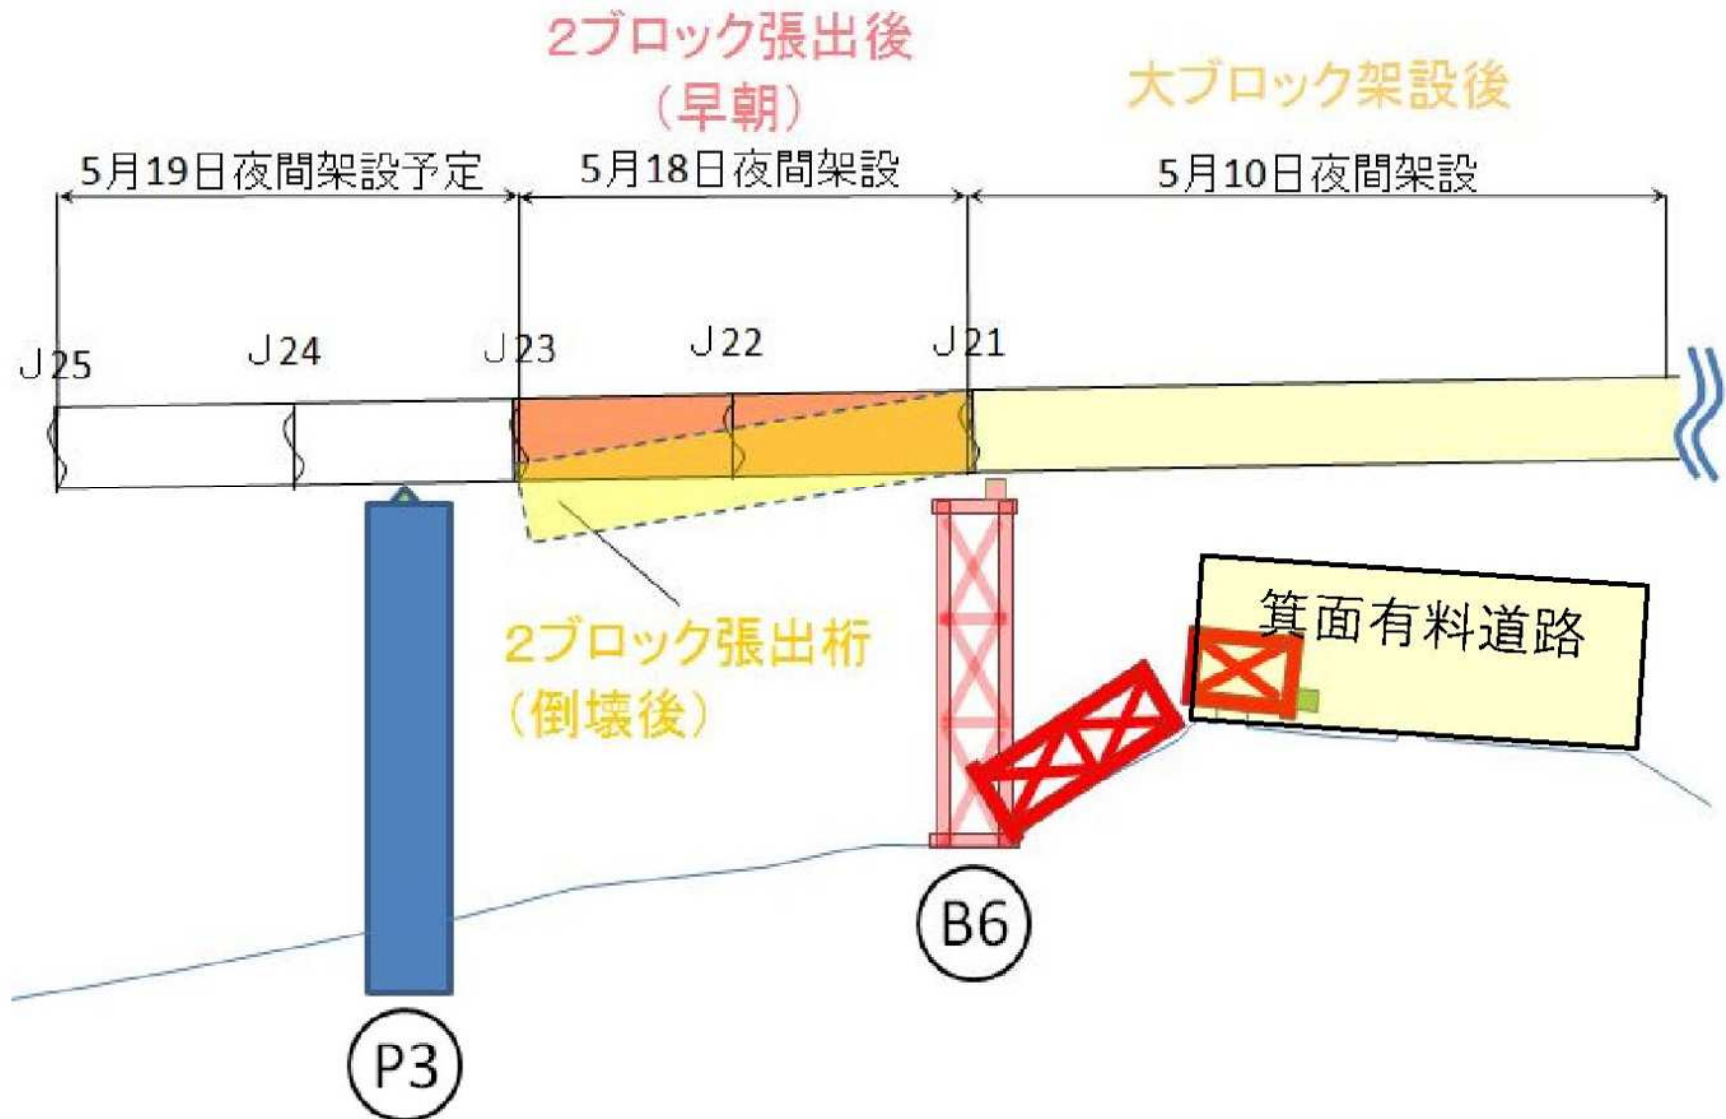 2ブロック張出後
(早朝)
大ブロック架設後
5月19日夜間架設予定
5月18日夜間架設
5月10日夜間架設
J25
J24
J23
J22
J21
2ブロック張出桁
(倒壊後)
箕面有料道路
B6
P3